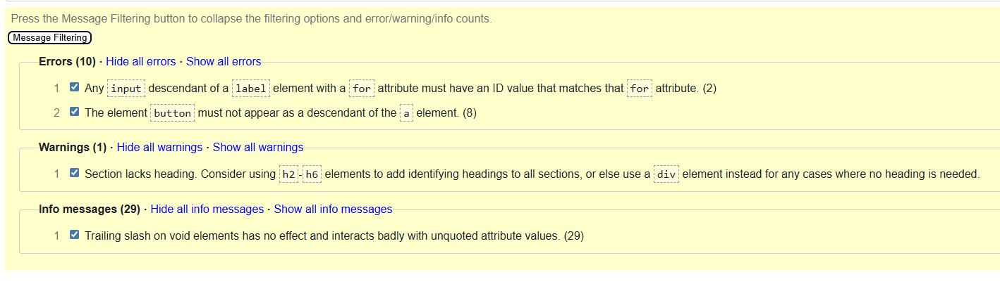 Press the Message Filtering button to collapse the filtering options and error/warning/info counts.
Message Filtering
Errors (10) · Hide all errors · Show all errors
1 Any input descendant of a label element with a for attribute must have an ID value that matches that for attribute. (2)
2 The element button must not appear as a descendant of the a element. (8)
Warnings (1) · Hide all warnings · Show all warnings
1 Section lacks heading. Consider using h2-h6 elements to add identifying headings to all sections, or else use a div element instead for any cases where no heading is needed.
Info messages (29) · Hide all info messages · Show all info messages
1 Trailing slash on void elements has no effect and interacts badly with unquoted attribute values. (29)